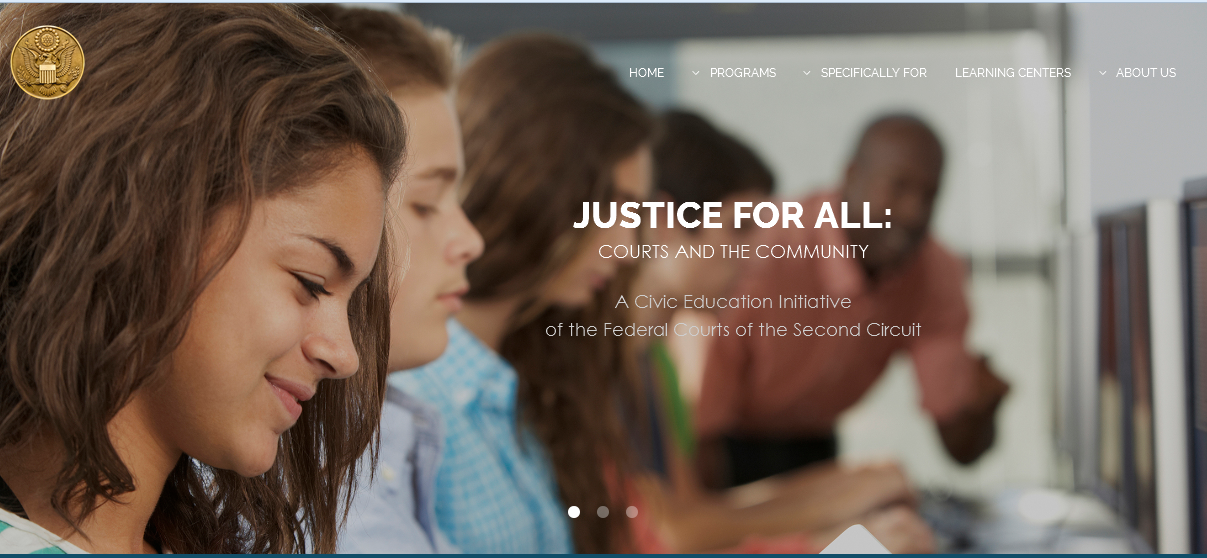 HOME PROGRAMS SPECIFICALLY FOR LEARNING CENTERS ABOUT US
JUSTICE FOR ALL:
COURTS AND THE COMMUNITY
A Civic Education Initiative
of the Federal Courts of the Second Circuit